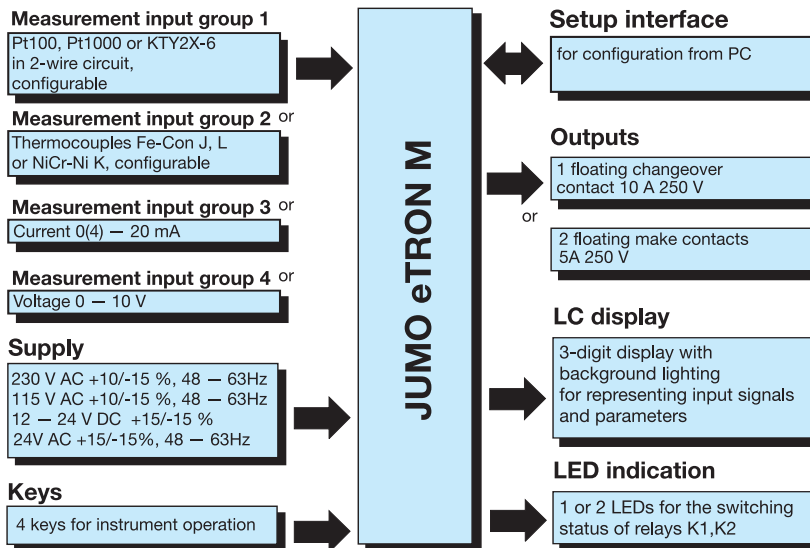 Measurement input group 1
Pt100, Pt1000 or KTY2X-6
in 2-wire circuit,
configurable
Measurement input group 2 or
Thermocouples Fe-Con J, L
or NiCr-Ni K, configurable
Measurement input group 3 or
Current 0(4) — 20 mA
Measurement input group 4 or
Voltage 0 — 10 V
Supply
230 V AC +10/-15 %, 48 — 63Hz
115 V AC +10/-15 %, 48 — 63Hz
12 — 24 V DC +15/-15 %
24V AC +15/-15%, 48 — 63Hz
Keys
4 keys for instrument operation
JUMO eTRON M
Setup interface
for configuration from PC
Outputs
1 floating changeover
contact 10 A 250 V
or
2 floating make contacts
5A 250 V
LC display
3-digit display with
background lighting
for representing input signals
and parameters
LED indication
1 or 2 LEDs for the switching
status of relays K1,K2